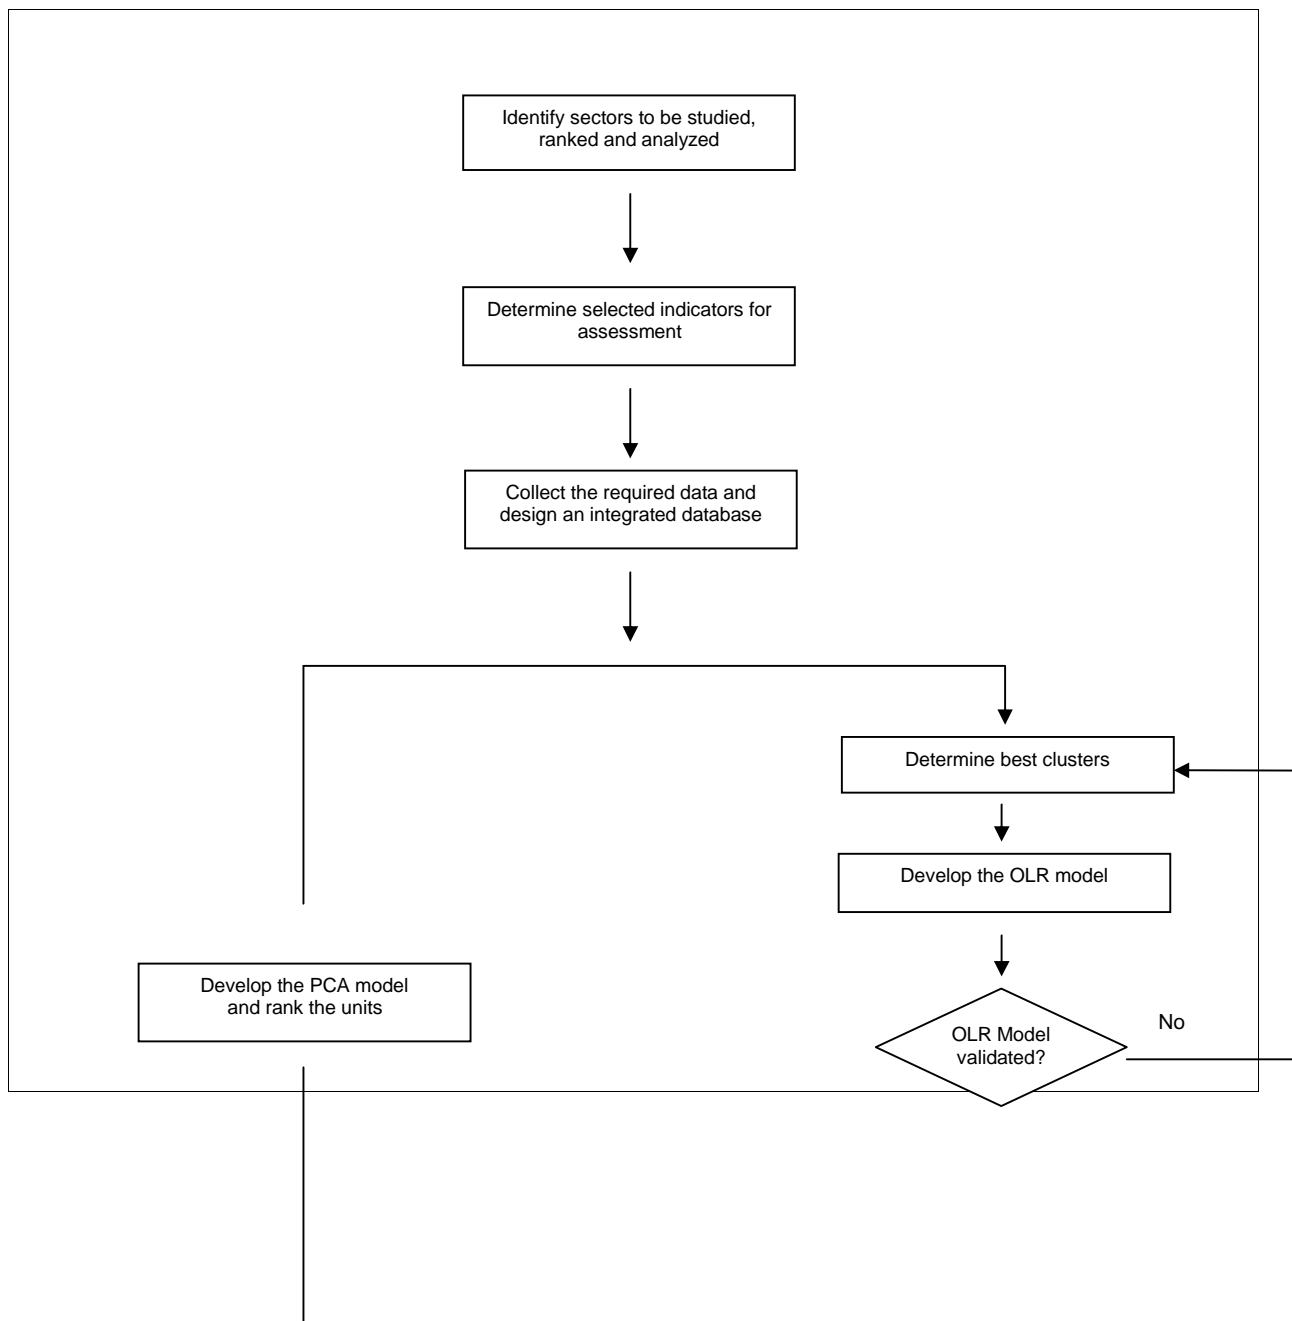 Identify sectors to be studied,
ranked and analyzed
Determine selected indicators for
assessment
Collect the required data and
design an integrated database
Determine best clusters
Develop the OLR model
Develop the PCA model
and rank the units
OLR Model
validated?
No